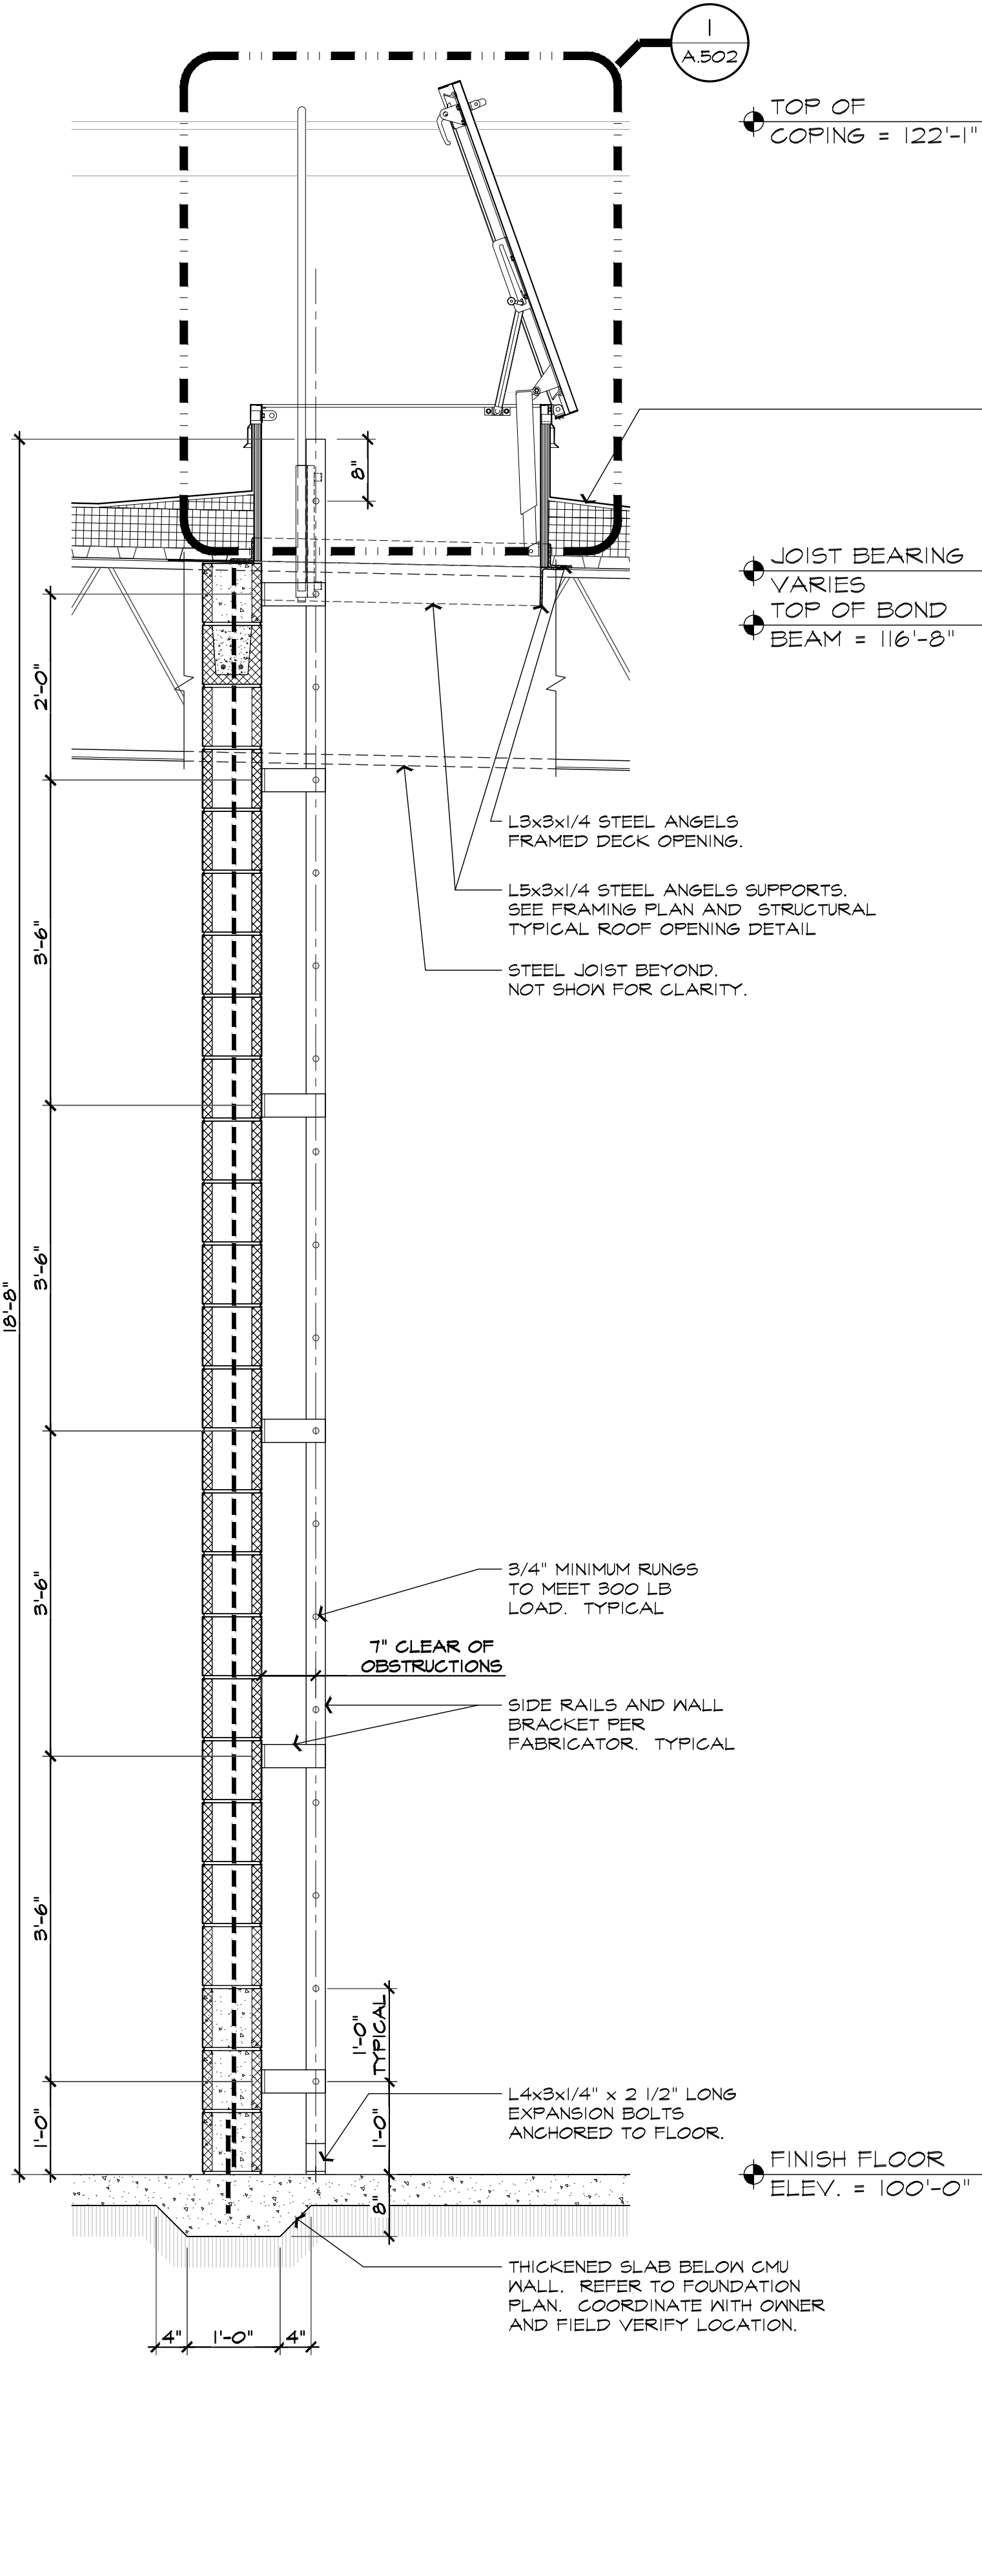 1
A.502
TOP OF
COPING = 122'-1"
8"
JOIST BEARING
VARIES
TOP OF BOND
BEAM = 116'-8"
2'-0"
L3x3x1/4 STEEL ANGELS
FRAMED DECK OPENING.
L5x3x1/4 STEEL ANGELS SUPPORTS.
SEE FRAMING PLAN AND STRUCTURAL
TYPICAL ROOF OPENING DETAIL
3'-6"
STEEL JOIST BEYOND.
NOT SHOW FOR CLARITY.
3'-6"
18'-8"
3'-6"
3/4" MINIMUM RUNGS
TO MEET 300 LB
LOAD. TYPICAL
7" CLEAR OF
OBSTRUCTIONS
SIDE RAILS AND WALL
BRACKET PER
FABRICATOR. TYPICAL
3'-6"
1'-0"
TYPICAL
L4x3x1/4" x 2 1/2" LONG
EXPANSION BOLTS
ANCHORED TO FLOOR.
1'-0"
1'-0"
FINISH FLOOR
ELEV. = 100'-0"
8"
THICKENED SLAB BELOW CMU
WALL. REFER TO FOUNDATION
PLAN. COORDINATE WITH OWNER
AND FIELD VERIFY LOCATION.
4"
1'-0"
4"